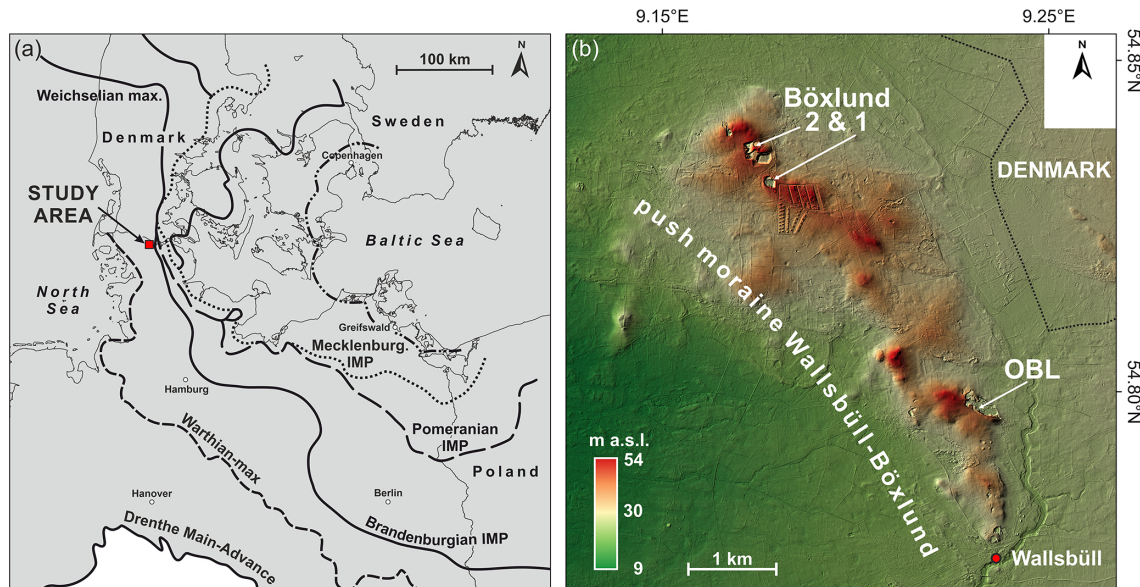 (a)
N
100 km
Weichselian max.
Denmark
Sweden
Copenhagen
STUDY
AREA
Baltic Sea
North
Sea
Greifswald
Mecklenburg.
IMP
Hamburg
Pomeranian
IMP
Warthian-max
Poland
Hanover
Berlin
Drenthe Main-Advance
Brandenburgian IMP
9.15°E
9.25°E
(b)
N
54.85°N
Böxlund
2 & 1
DENMARK
push moraine Wallsbüll-Böxlund
OBL
54.80°N
m a.s.l.
54
30
9
1 km
Wallsbüll